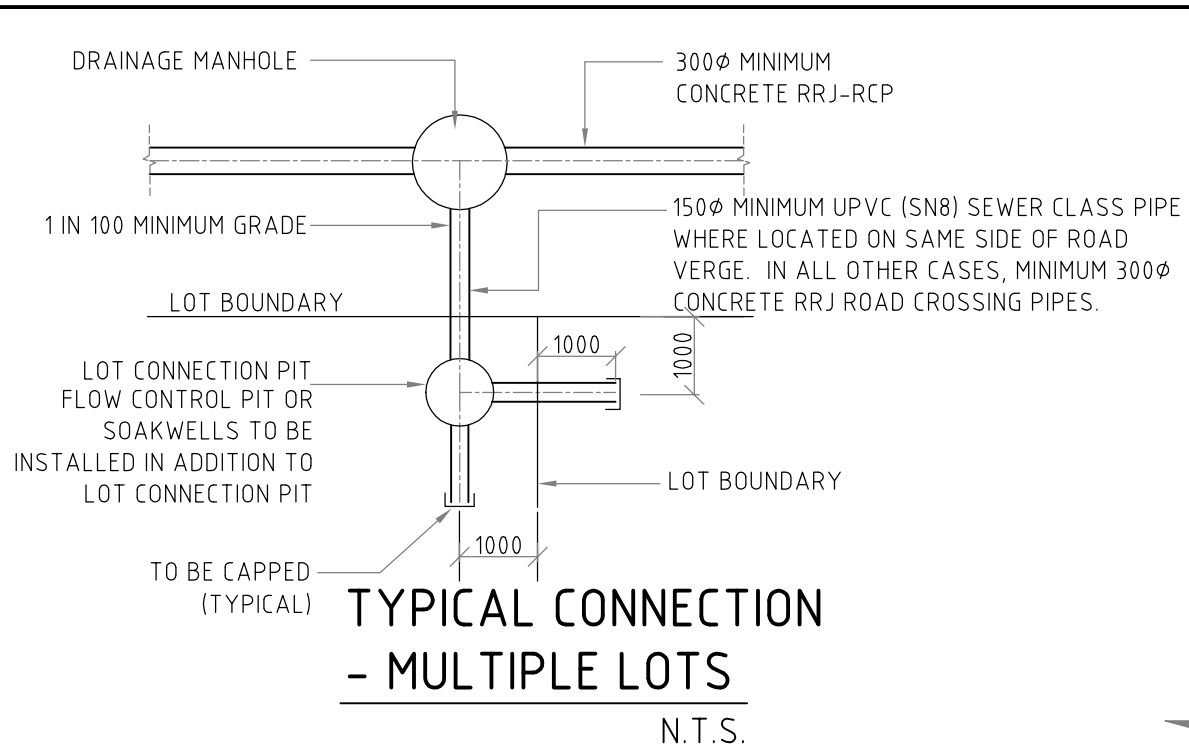 DRAINAGE MANHOLE
300Ø MINIMUM
CONCRETE RRJ-RCP
1 IN 100 MINIMUM GRADE
150Ø MINIMUM UPVC (SN8) SEWER CLASS PIPE
WHERE LOCATED ON SAME SIDE OF ROAD
VERGE. IN ALL OTHER CASES, MINIMUM 300Ø
CONCRETE RRJ ROAD CROSSING PIPES.
LOT BOUNDARY
1000
1000
LOT CONNECTION PIT
FLOW CONTROL PIT OR
SOAKWELLS TO BE
INSTALLED IN ADDITION TO
LOT CONNECTION PIT
LOT BOUNDARY
1000
TO BE CAPPED
(TYPICAL)
TYPICAL CONNECTION
- MULTIPLE LOTS
N.T.S.